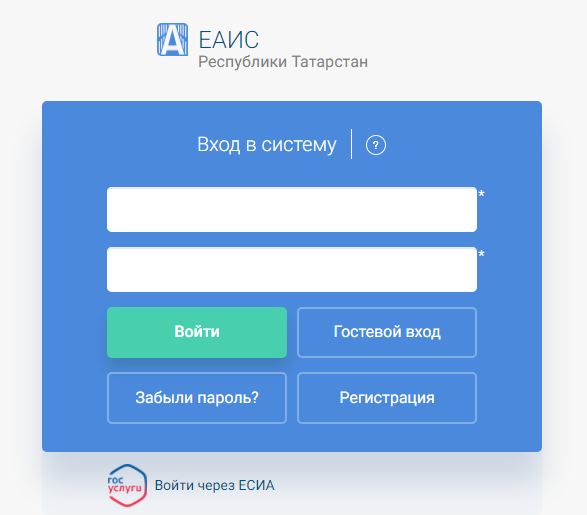 А
ЕАИС
Республики Татарстан
Вход в систему ?
*
*
Войти
Гостевой вход
Забыли пароль?
Регистрация
гос
услуги
Войти через ЕСИА